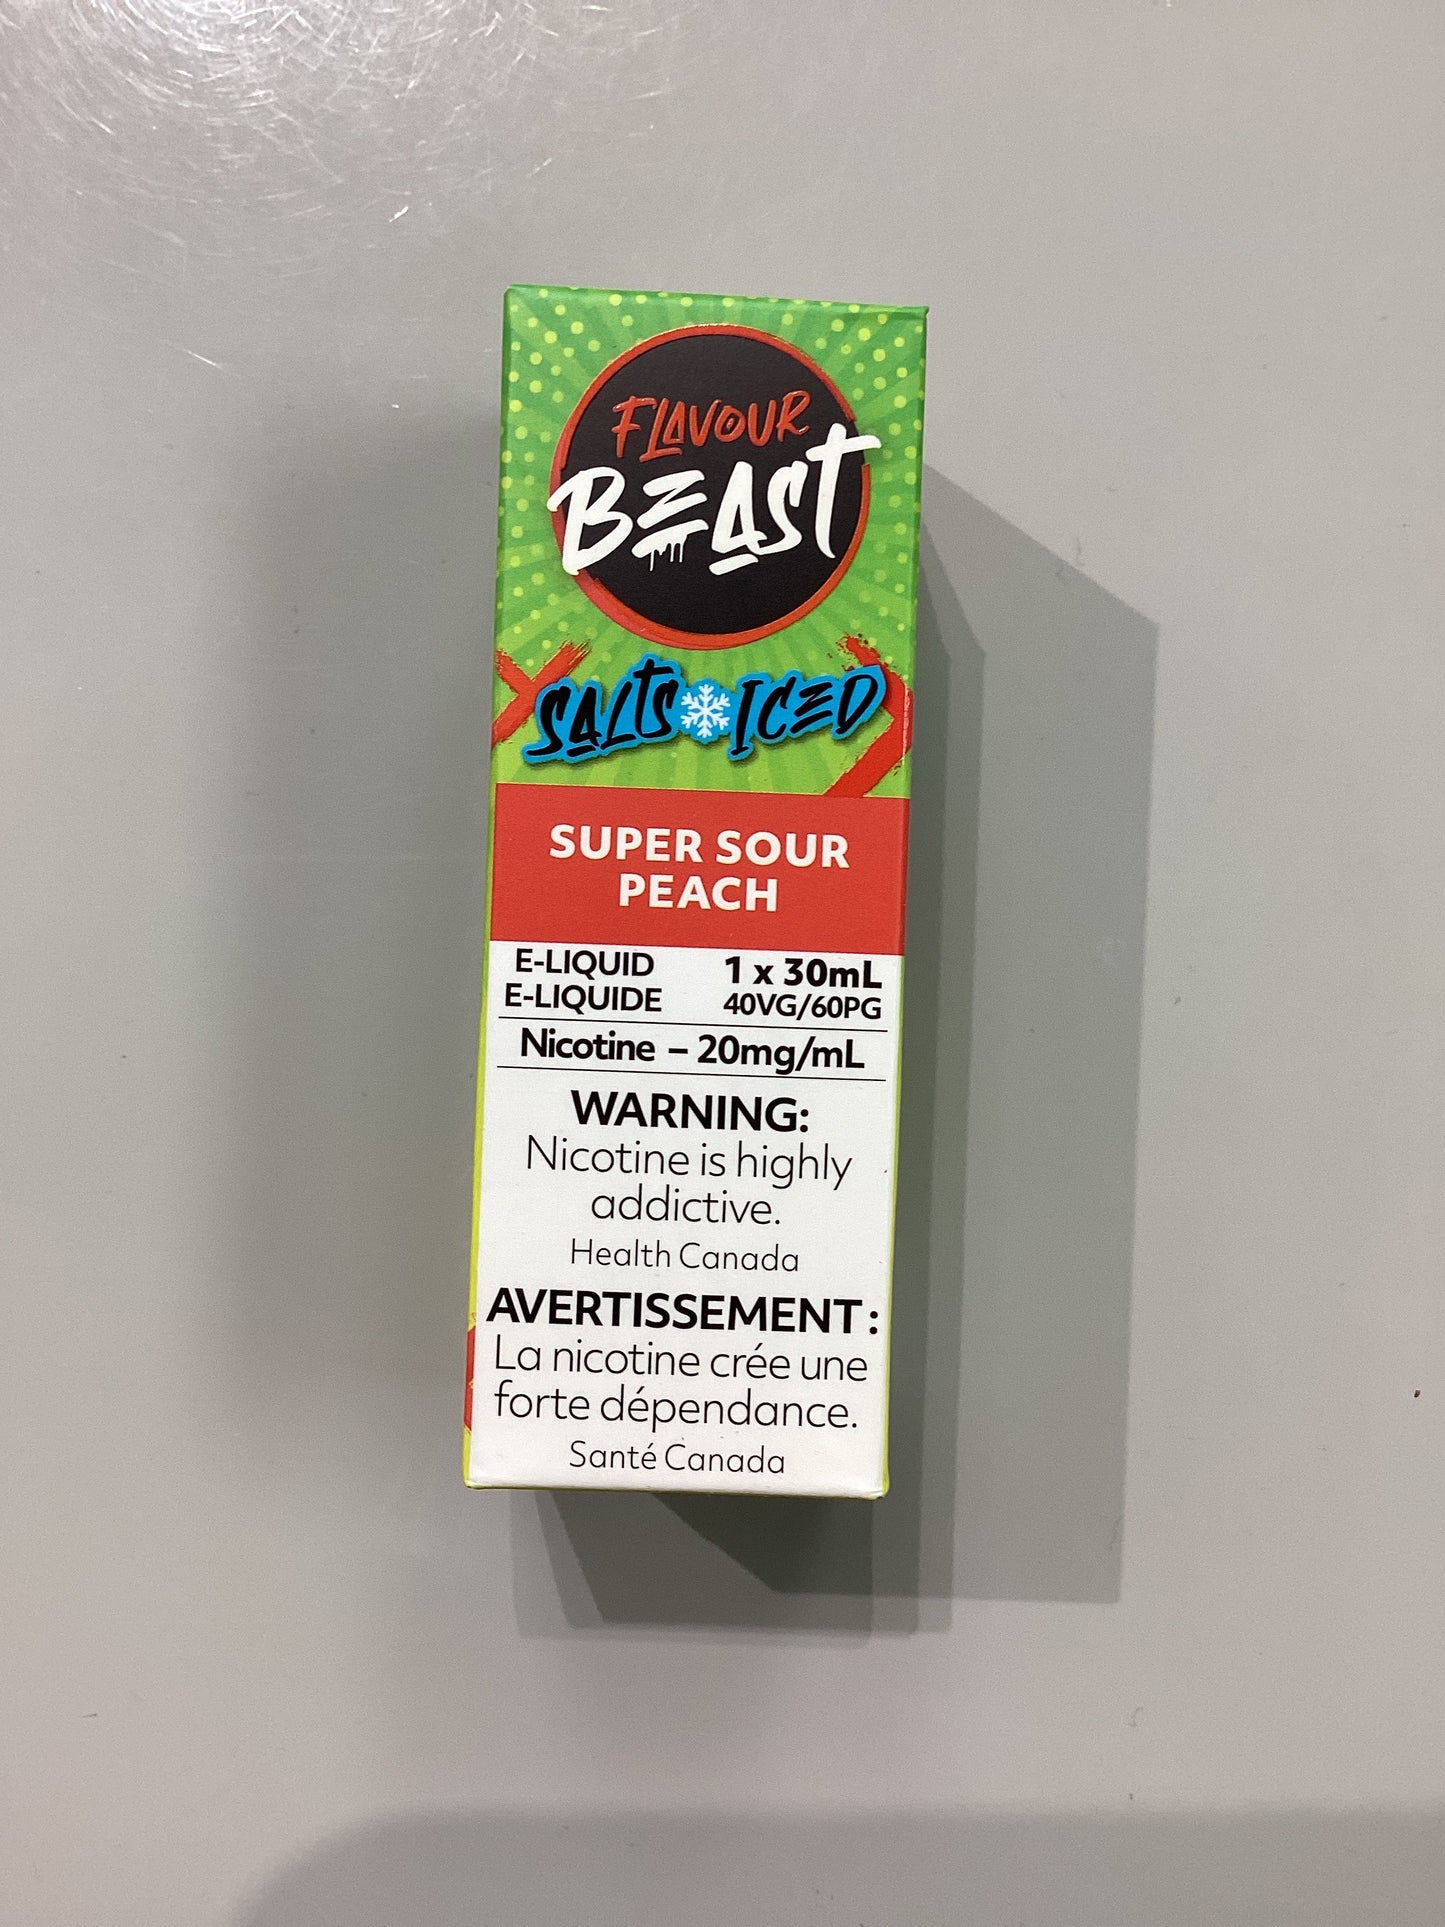 FLAVOUR
BEAST
SALTS ICED
SUPER SOUR
PEACH
E-LIQUID 1 x 30mL
E-LIQUIDE 40VG/60PG
Nicotine – 20mg/mL
WARNING:
Nicotine is highly
addictive.
Health Canada
AVERTISSEMENT :
La nicotine crée une
forte dépendance.
Santé Canada